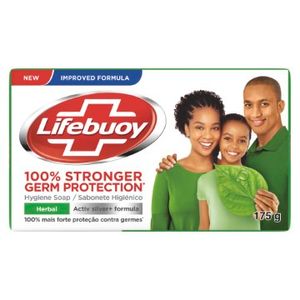 NEW
IMPROVED FORMULA
Lifebuoy
100% STRONGER
GERM PROTECTION*
Hygiene Soap / Sabonete Higiénico
Herbal
Activ silver+ formula
100% mais forte proteção contra germes*
175 g